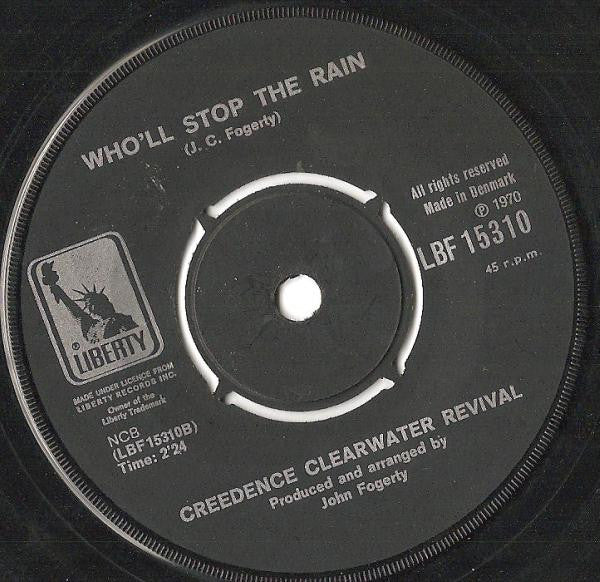 WHO'LL STOP THE RAIN
(J. C. Fogerty)
All rights reserved
Made in Denmark
℗ 1970
LBF 15310
45 r.p.m.
® LIBERTY
MADE UNDER LICENCE FROM
LIBERTY RECORDS INC.
Owner of the
Liberty Trademark
NCB
(LBF 15310B)
Time: 2'24
CREEDENCE CLEARWATER REVIVAL
Produced and arranged by
John Fogerty